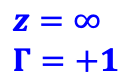 z = ∞
Γ = +1